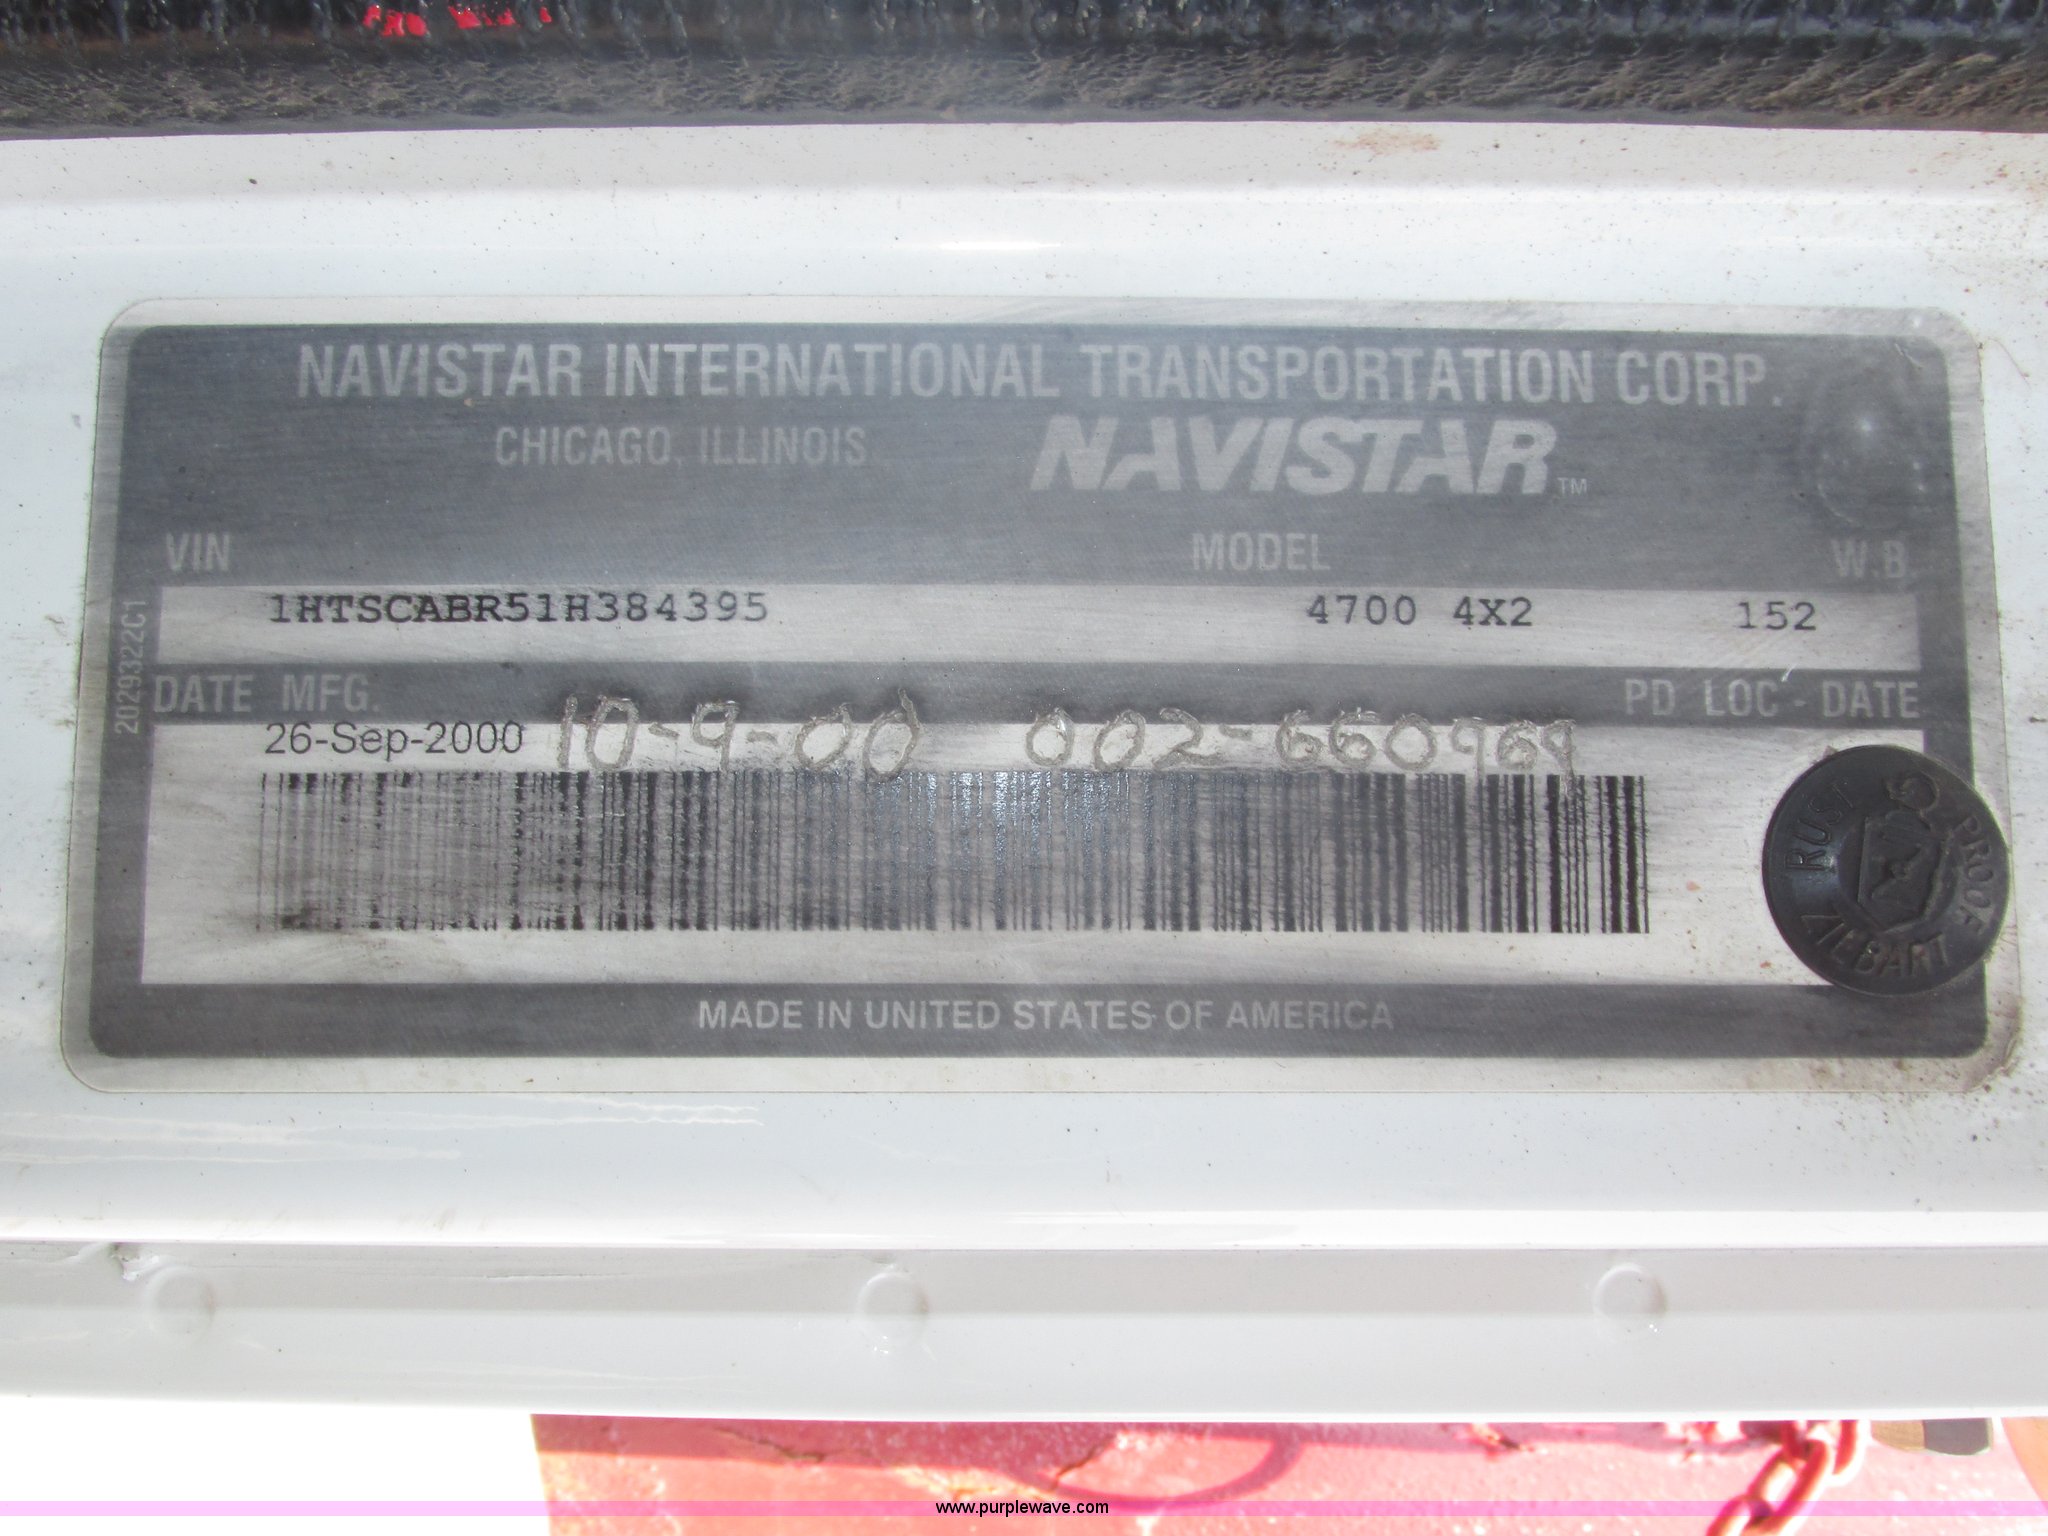 NAVISTAR INTERNATIONAL TRANSPORTATION CORP.
CHICAGO, ILLINOIS NAVISTAR TM
VIN MODEL W.B.
1HTSCABR51H384395 4700 4X2 152
2029322C1
DATE MFG. PD LOC - DATE
26-Sep-2000 10-9-00 002-660969
RUST PROOF
ZIEBART
MADE IN UNITED STATES OF AMERICA
www.purplewave.com